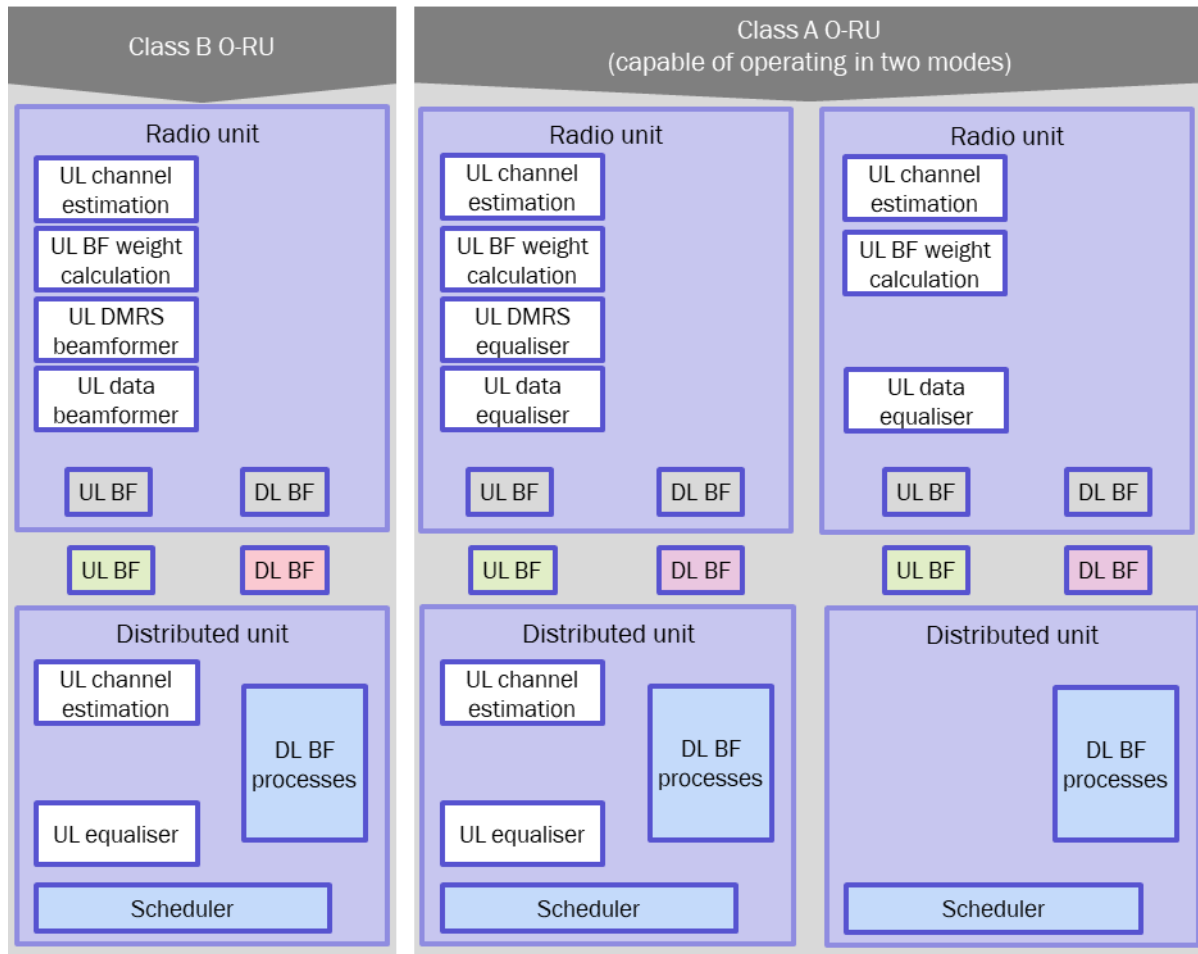 Class B O-RU
Class A O-RU
(capable of operating in two modes)
Radio unit
UL channel
estimation
UL BF weight
calculation
UL DMRS
beamformer
UL data
beamformer
UL BF
DL BF
UL BF
DL BF
Distributed unit
UL channel
estimation
DL BF
processes
UL equaliser
Scheduler
Radio unit
UL channel
estimation
UL BF weight
calculation
UL DMRS
equaliser
UL data
equaliser
UL BF
DL BF
UL BF
DL BF
Distributed unit
UL channel
estimation
DL BF
processes
UL equaliser
Scheduler
Radio unit
UL channel
estimation
UL BF weight
calculation
UL data
equaliser
UL BF
DL BF
UL BF
DL BF
Distributed unit
DL BF
processes
Scheduler